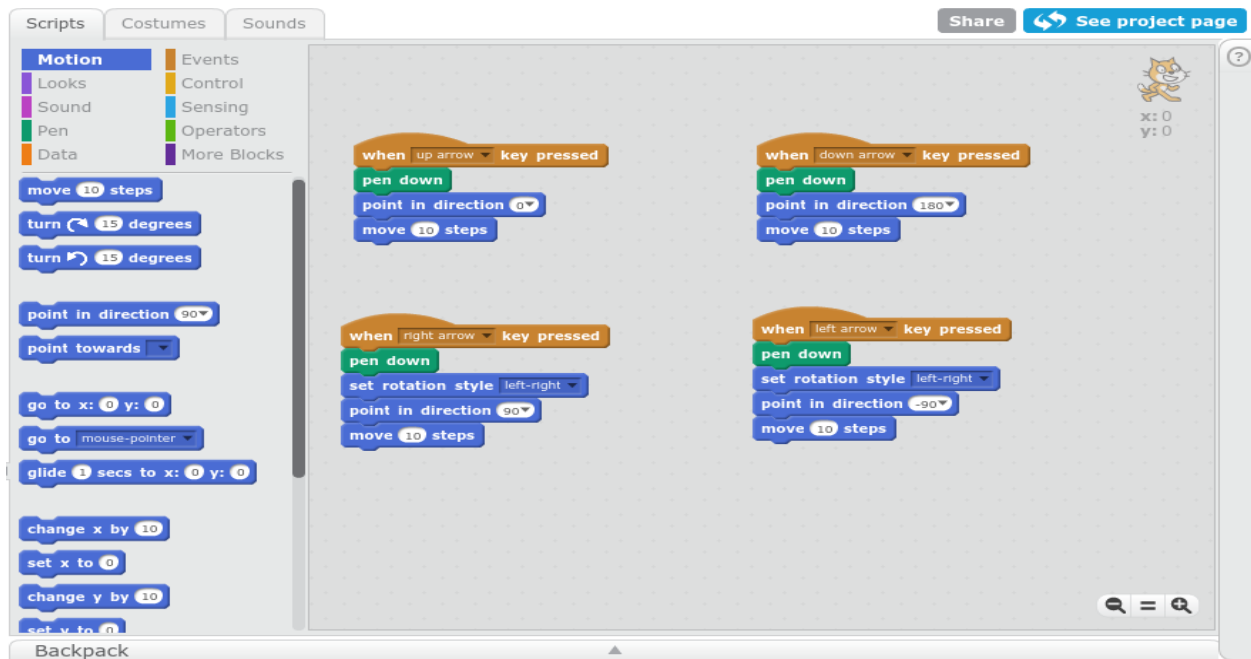 Scripts Costumes Sounds Share See project page
Motion Events
Looks Control
Sound Sensing
Pen Operators
Data More Blocks
move 10 steps
turn 15 degrees
turn 15 degrees
point in direction 90
point towards
go to x: 0 y: 0
go to mouse-pointer
glide 1 secs to x: 0 y: 0
change x by 10
set x to 0
change y by 10
set y to 0
when up arrow key pressed
pen down
point in direction 0
move 10 steps
when down arrow key pressed
pen down
point in direction 180
move 10 steps
when right arrow key pressed
pen down
set rotation style left-right
point in direction 90
move 10 steps
when left arrow key pressed
pen down
set rotation style left-right
point in direction -90
move 10 steps
x: 0
y: 0
?
Backpack